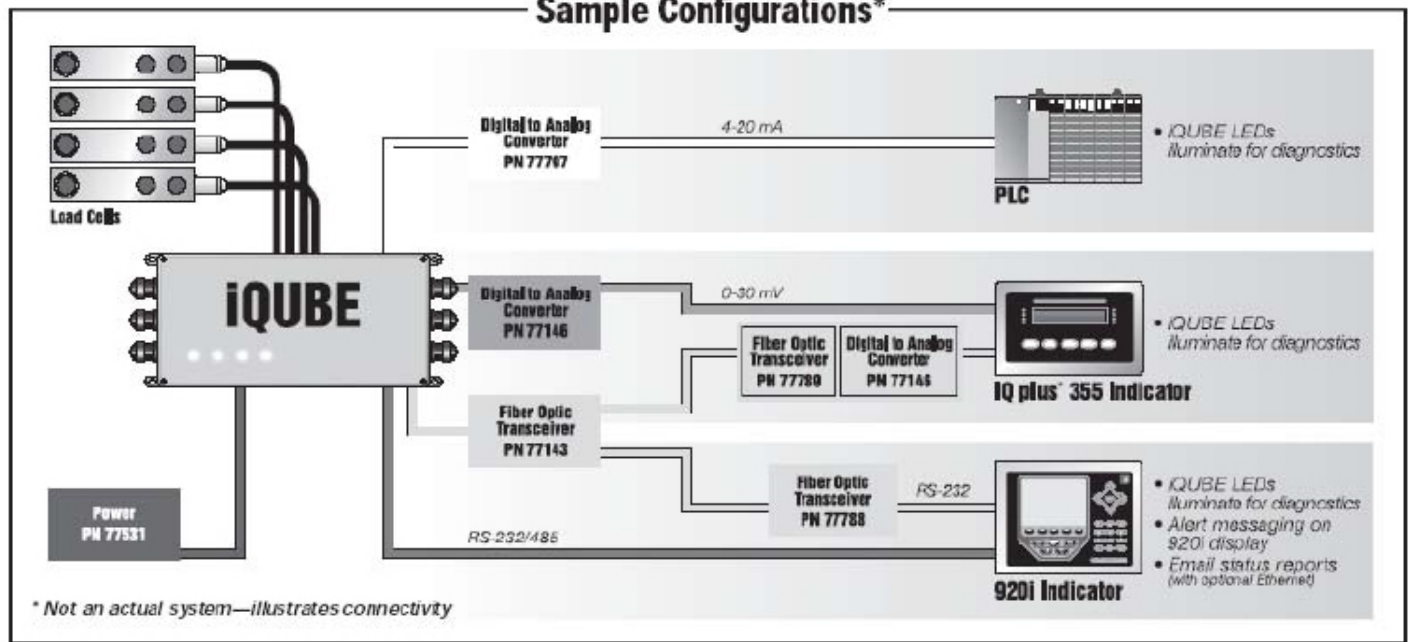 Sample Configurations*
Load Cells
iQUBE
Power
PN 77531
Digital to Analog
Converter
PN 77707
4-20 mA
PLC
• iQUBE LEDs
illuminate for diagnostics
Digital to Analog
Converter
PN 77146
0-30 mV
Fiber Optic
Transceiver
PN 77789
Digital to Analog
Converter
PN 77146
IQ plus® 355 Indicator
• iQUBE LEDs
illuminate for diagnostics
Fiber Optic
Transceiver
PN 77143
Fiber Optic
Transceiver
PN 77788
RS-232
RS-232/485
920i Indicator
• iQUBE LEDs
illuminate for diagnostics
• Alert messaging on
920i display
• Email status reports
(with optional Ethernet)
* Not an actual system—illustrates connectivity